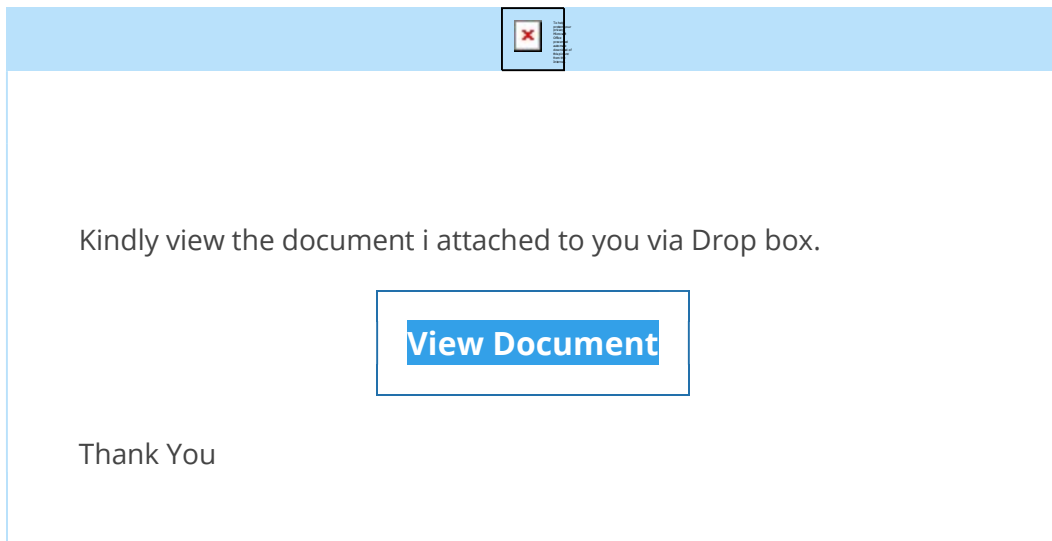 Kindly view the document i attached to you via Drop box.
View Document
Thank You